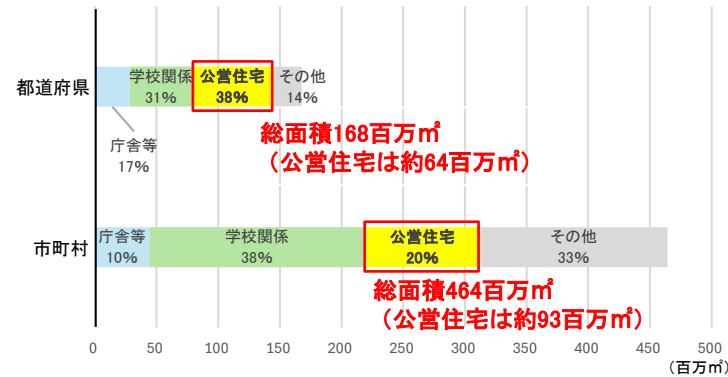 都道府県
学校関係
31%
公営住宅
38%
その他
14%
庁舎等
17%
総面積168百万㎡
（公営住宅は約64百万㎡）
市町村
庁舎等
10%
学校関係
38%
公営住宅
20%
その他
33%
総面積464百万㎡
（公営住宅は約93百万㎡）
0 50 100 150 200 250 300 350 400 450 500
（百万㎡）